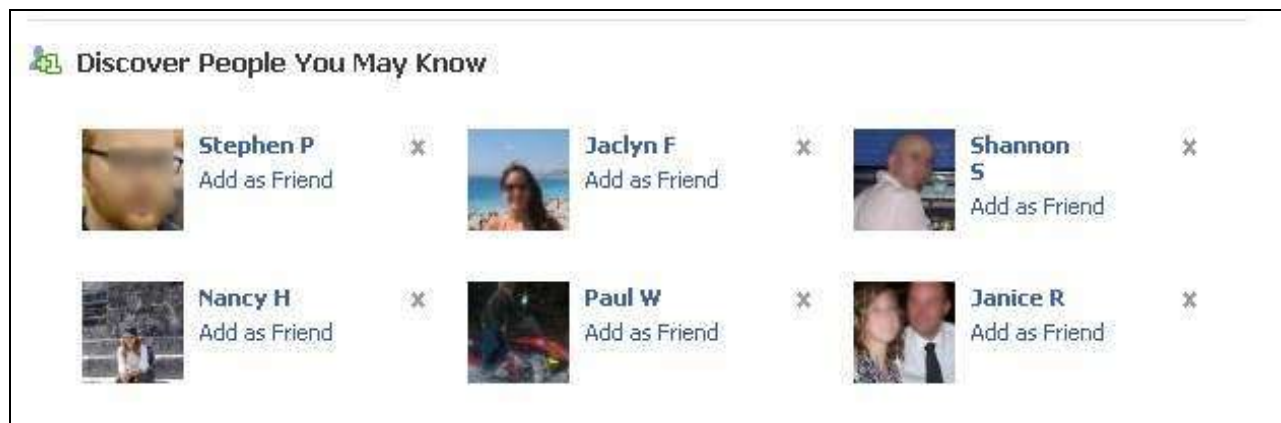 Discover People You May Know
Stephen P
Add as Friend
Jaclyn F
Add as Friend
Shannon
S
Add as Friend
Nancy H
Add as Friend
Paul W
Add as Friend
Janice R
Add as Friend